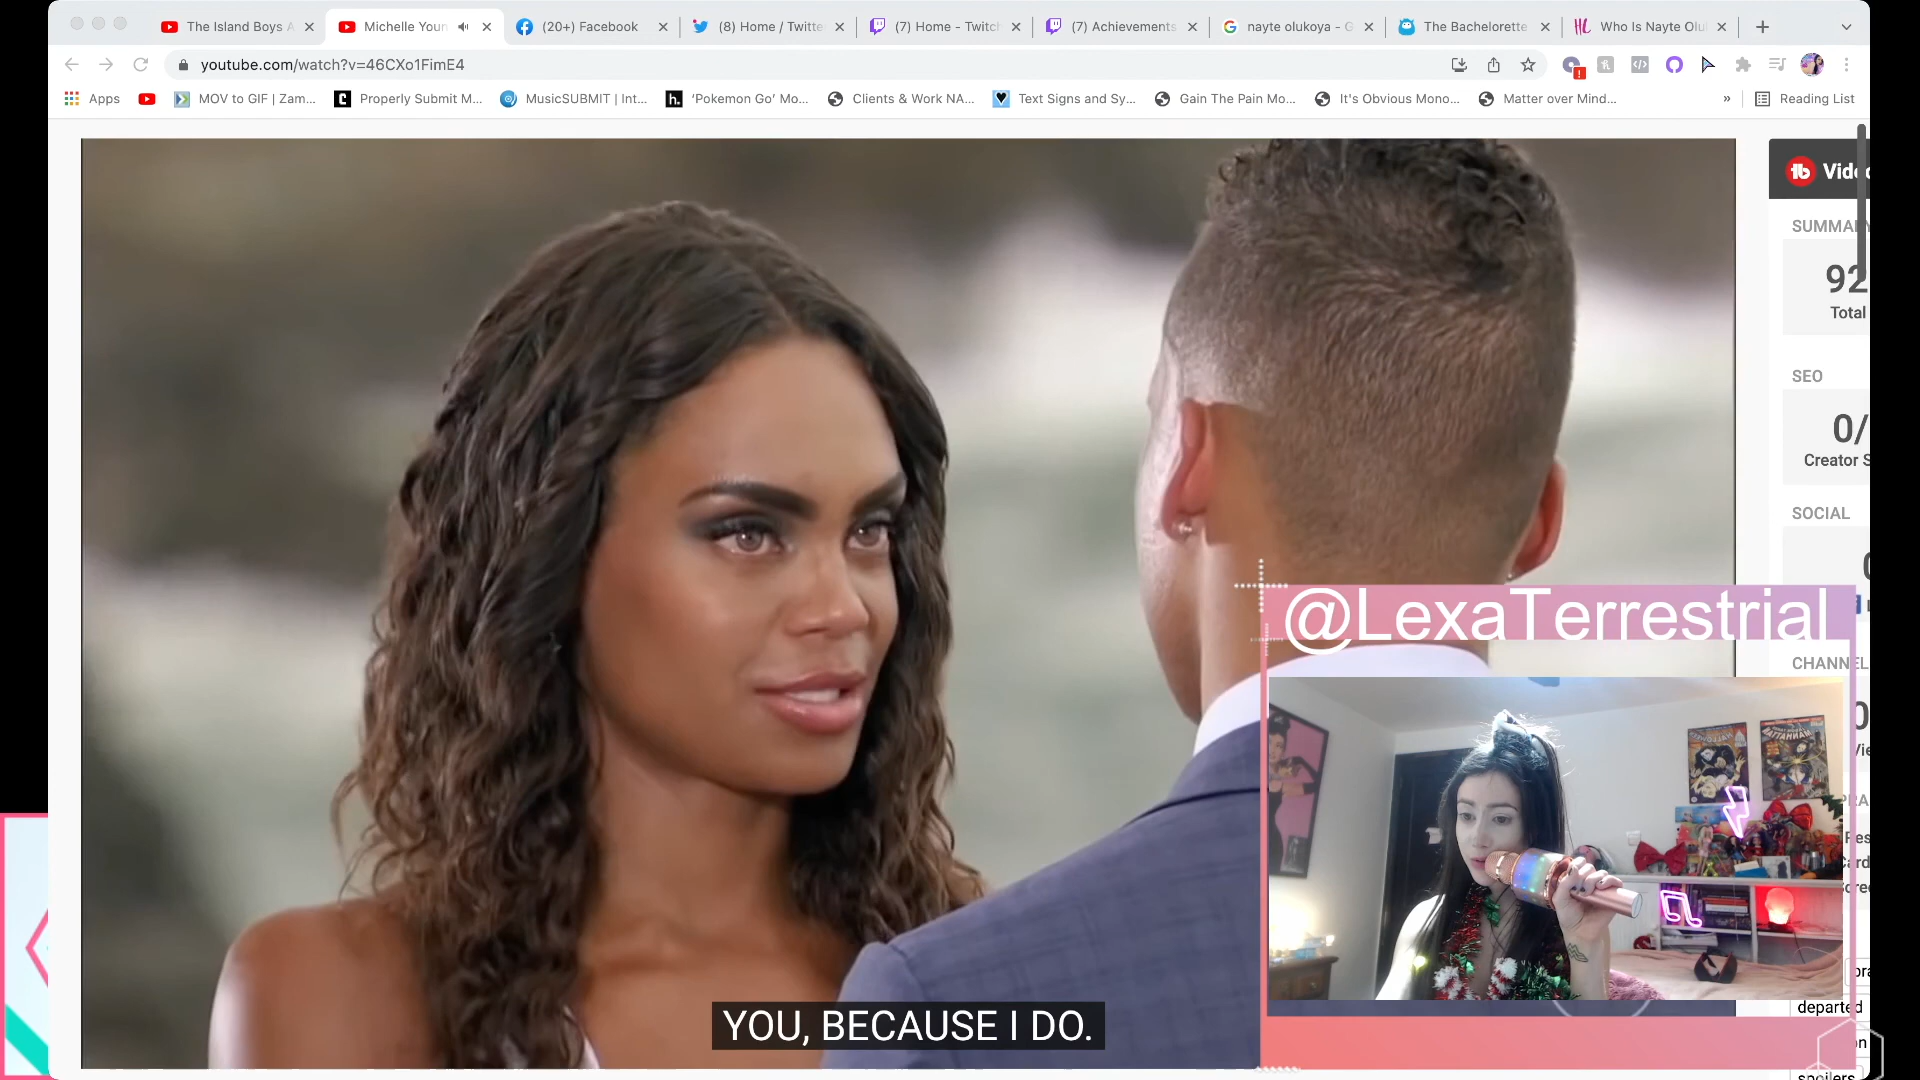 The Island Boys A
Michelle Youn
(20+) Facebook
(8) Home / Twitte
(7) Home - Twitch
(7) Achievements
nayte olukoya - G
The Bachelorette
Who Is Nayte Olu
youtube.com/watch?v=46CXo1FimE4
Apps
MOV to GIF | Zam...
Properly Submit M...
MusicSUBMIT | Int...
'Pokemon Go' Mo...
Clients & Work NA...
Text Signs and Sy...
Gain The Pain Mo...
It's Obvious Mono...
Matter over Mind...
»
Reading List
Vide
SUMMARY
92
Total
SEO
0/
Creator S
SOCIAL
@LexaTerrestrial
CHANNEL
departed
on
spoilers
YOU, BECAUSE I DO.